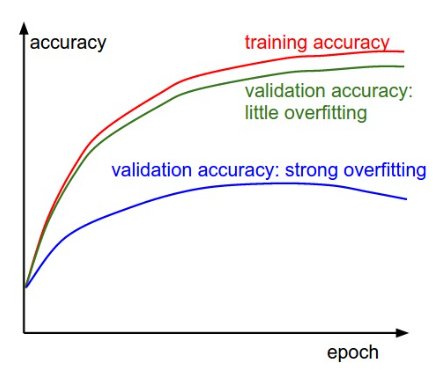 accuracy
training accuracy
validation accuracy:
little overfitting
validation accuracy: strong overfitting
epoch